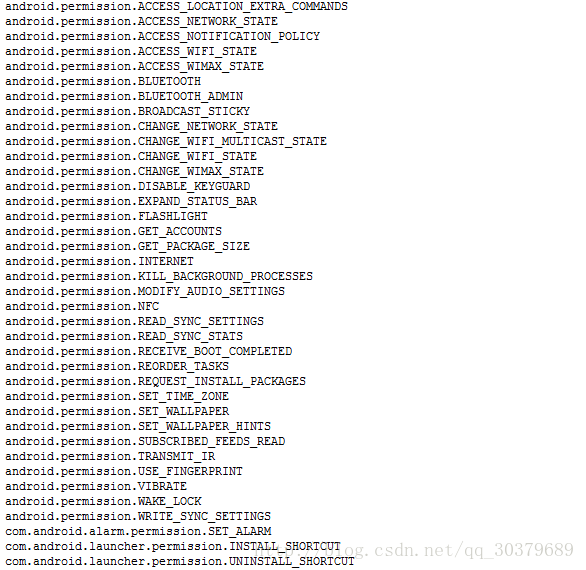 android.permission.ACCESS_LOCATION_EXTRA_COMMANDS
android.permission.ACCESS_NETWORK_STATE
android.permission.ACCESS_NOTIFICATION_POLICY
android.permission.ACCESS_WIFI_STATE
android.permission.ACCESS_WIMAX_STATE
android.permission.BLUETOOTH
android.permission.BLUETOOTH_ADMIN
android.permission.BROADCAST_STICKY
android.permission.CHANGE_NETWORK_STATE
android.permission.CHANGE_WIFI_MULTICAST_STATE
android.permission.CHANGE_WIFI_STATE
android.permission.CHANGE_WIMAX_STATE
android.permission.DISABLE_KEYGUARD
android.permission.EXPAND_STATUS_BAR
android.permission.FLASHLIGHT
android.permission.GET_ACCOUNTS
android.permission.GET_PACKAGE_SIZE
android.permission.INTERNET
android.permission.KILL_BACKGROUND_PROCESSES
android.permission.MODIFY_AUDIO_SETTINGS
android.permission.NFC
android.permission.READ_SYNC_SETTINGS
android.permission.READ_SYNC_STATS
android.permission.RECEIVE_BOOT_COMPLETED
android.permission.REORDER_TASKS
android.permission.REQUEST_INSTALL_PACKAGES
android.permission.SET_TIME_ZONE
android.permission.SET_WALLPAPER
android.permission.SET_WALLPAPER_HINTS
android.permission.SUBSCRIBED_FEEDS_READ
android.permission.TRANSMIT_IR
android.permission.USE_FINGERPRINT
android.permission.VIBRATE
android.permission.WAKE_LOCK
android.permission.WRITE_SYNC_SETTINGS
com.android.alarm.permission.SET_ALARM
com.android.launcher.permission.INSTALL_SHORTCUT
http://blog.csdn.net/qq_30379689
com.android.launcher.permission.UNINSTALL_SHORTCUT